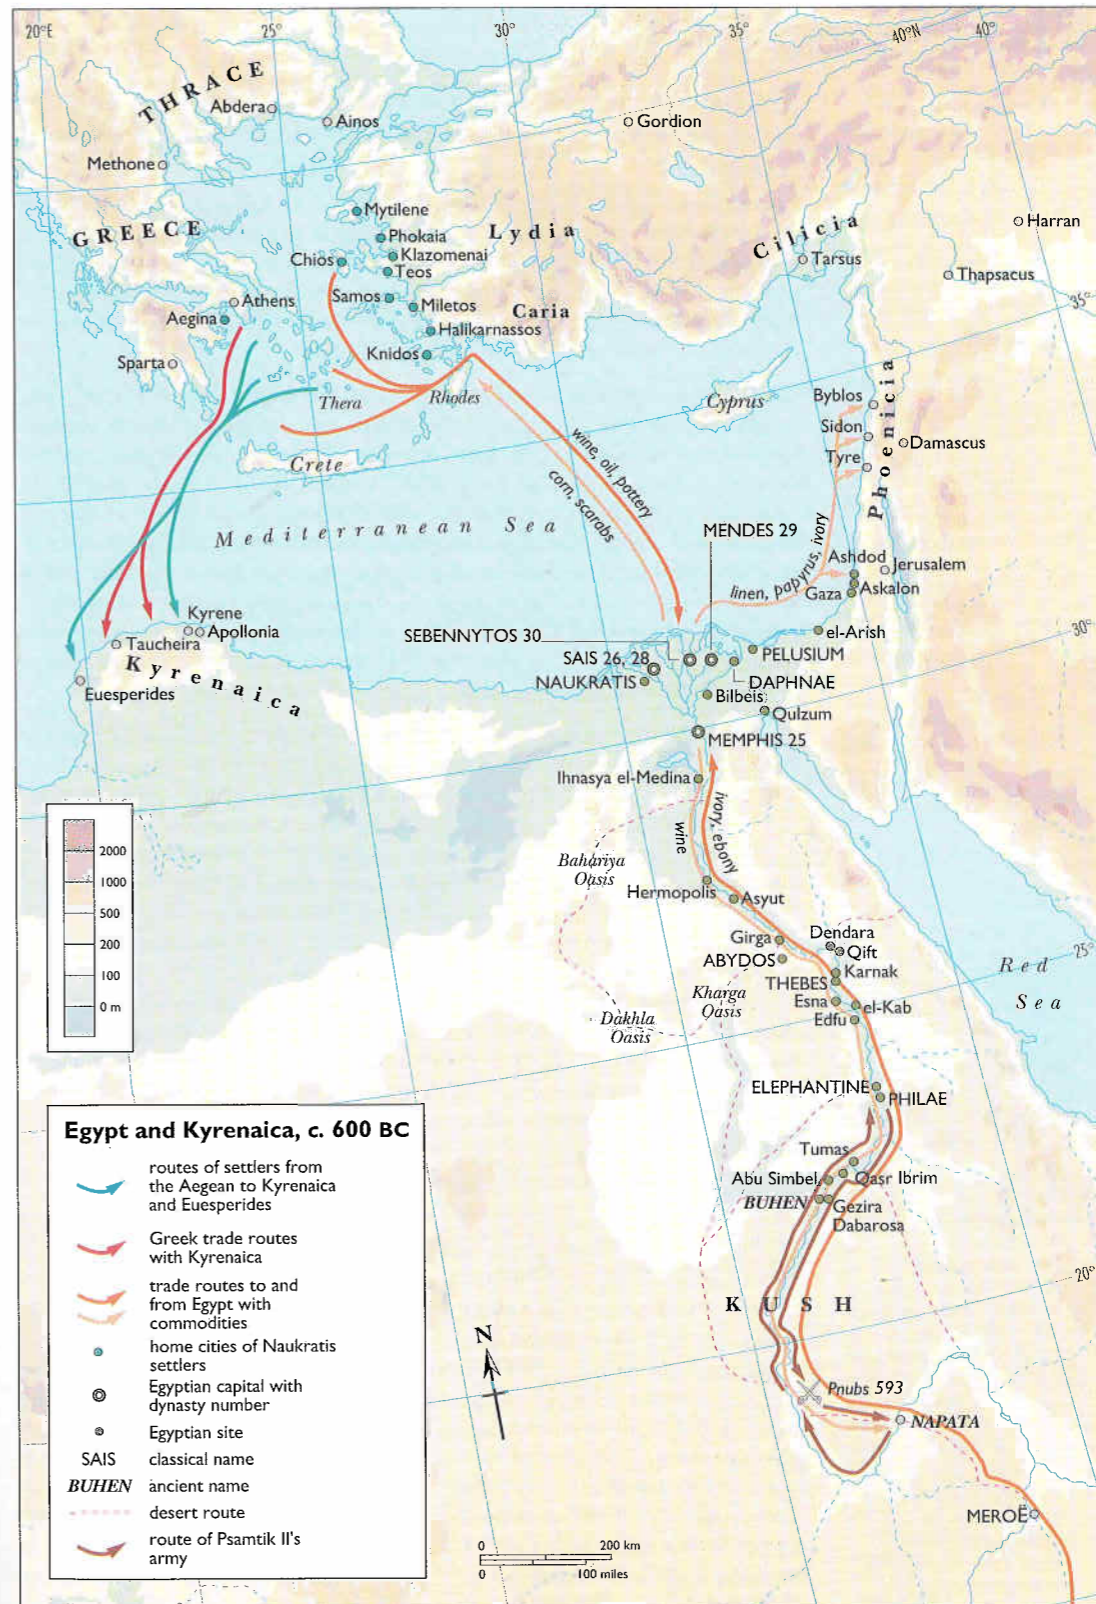 20°E
25°
30°
35°
40°N
40°
THRACE
Abdera
Ainos
Gordion
Methone
Mytilene
GREECE
Phokaia
Lydia
Klazomenai
Chios
Teos
Cilicia
Tarsus
Harran
Thapsacus
35°
Athens
Samos
Miletos
Caria
Aegina
Halikarnassos
Sparta
Knidos
Thera
Rhodes
Cyprus
Byblos
Sidon
Damascus
Tyre
Phoenicia
Crete
wine, oil, pottery
corn, scarabs
Mediterranean Sea
MENDES 29
linen, papyrus, ivory
Ashdod
Jerusalem
Gaza
Askalon
30°
Kyrene
Apollonia
Taucheira
Kyrenaica
Euesperides
SEBENNYTOS 30
el-Arish
SAIS 26, 28
PELUSIUM
NAUKRATIS
DAPHNAE
Bilbeis
Qulzum
MEMPHIS 25
Ihnasya el-Medina
wine
ivory, ebony
Bahariya
Oasis
Hermopolis
Asyut
Girga
Dendara
Qift
ABYDOS
Karnak
Red
Sea
25°
THEBES
Kharga
Oasis
Esna
el-Kab
Dakhla
Oasis
Edfu
ELEPHANTINE
PHILAE
Tumas
Abu Simbel
Qasr Ibrim
BUHEN
Gezira
Dabarosa
20°
KUSH
Pnubs 593
NAPATA
MEROË
N
2000
1000
500
200
100
0 m
Egypt and Kyrenaica, c. 600 BC
routes of settlers from
the Aegean to Kyrenaica
and Euesperides
Greek trade routes
with Kyrenaica
trade routes to and
from Egypt with
commodities
home cities of Naukratis
settlers
Egyptian capital with
dynasty number
Egyptian site
SAIS classical name
BUHEN ancient name
desert route
route of Psamtik II's
army
0 200 km
0 100 miles